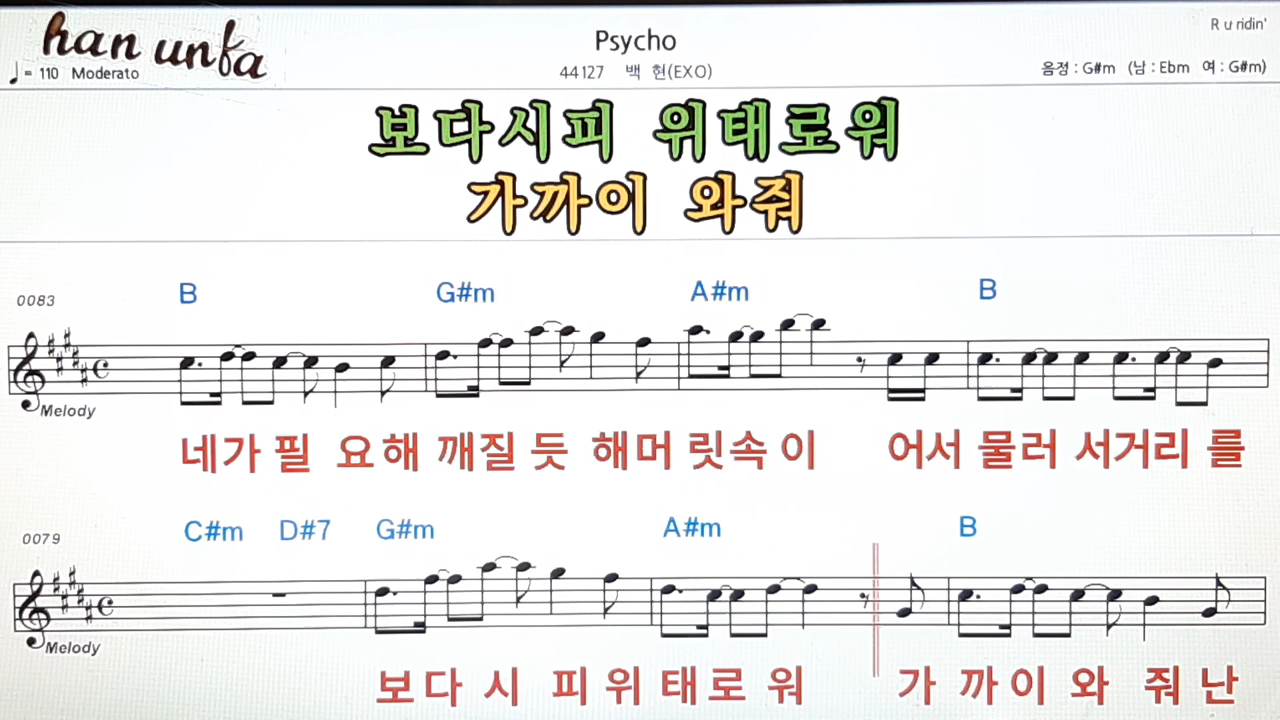 han unfa
Psycho
R u ridin'
♩= 110 Moderato
44127 백 현(EXO)
음정 : G#m (남 : Ebm 여 : G#m)
보다시피 위태로워
가까이 와줘
0083
B G#m A#m B
Melody
네가 필 요해 깨질 듯 해머 릿속 이 어서 물러 서거리 를
0079
C#m D#7 G#m A#m B
Melody
보다 시 피위 태로 워 가 까이 와 줘 난